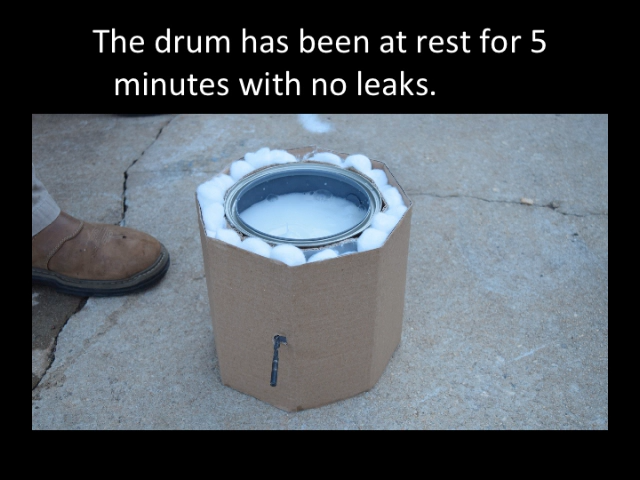 The drum has been at rest for 5
minutes with no leaks.